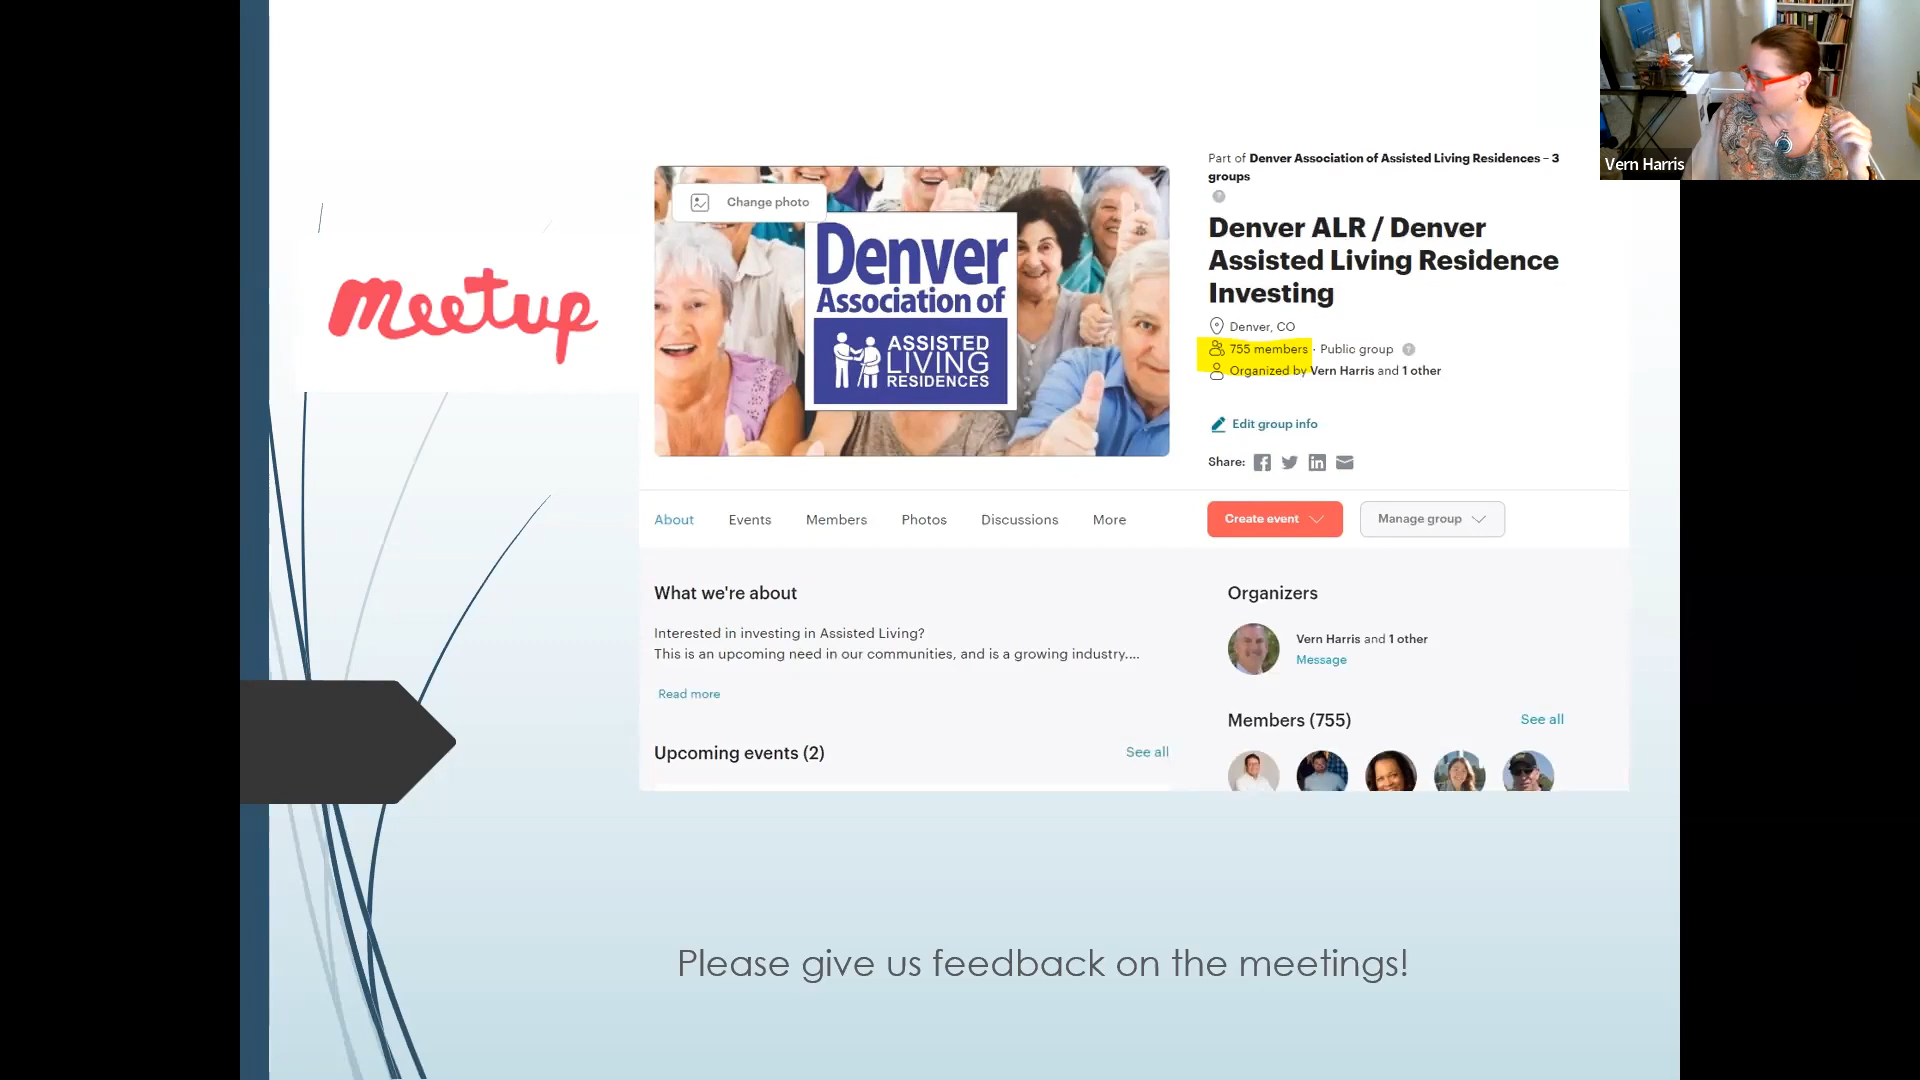 meetup
Change photo
Denver
Association of
ASSISTED
LIVING
RESIDENCES
Part of Denver Association of Assisted Living Residences – 3
groups
?
Denver ALR / Denver
Assisted Living Residence
Investing
Denver, CO
755 members · Public group ?
Organized by Vern Harris and 1 other
Edit group info
Share:
About Events Members Photos Discussions More
Create event Manage group
What we're about
Interested in investing in Assisted Living?
This is an upcoming need in our communities, and is a growing industry....
Read more
Upcoming events (2) See all
Organizers
Vern Harris and 1 other
Message
Members (755) See all
Please give us feedback on the meetings!
Vern Harris